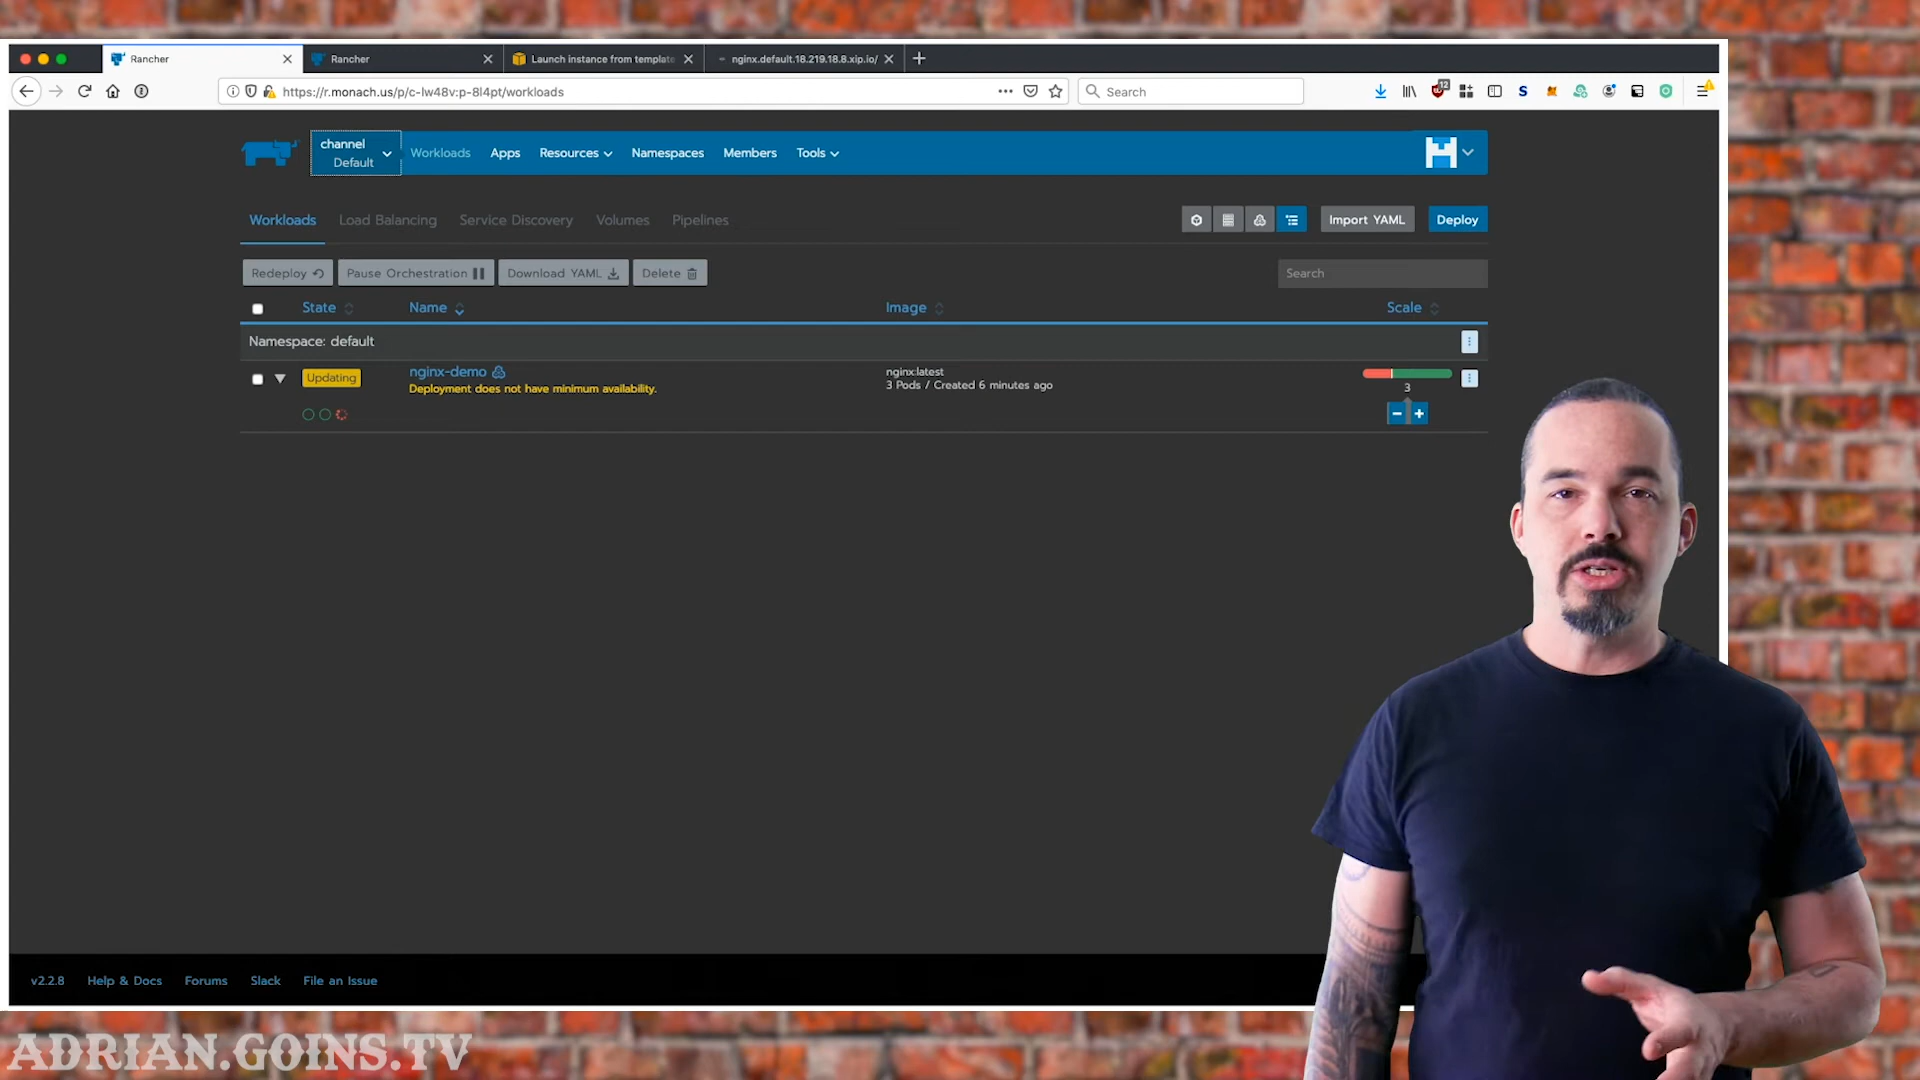 Rancher
Rancher
Launch instance from template
nginx.default.18.219.18.8.xip.io/
https://r.monach.us/p/c-lw48v:p-8l4pt/workloads
Search
12
S
channel
Default
Workloads
Apps
Resources
Namespaces
Members
Tools
Workloads
Load Balancing
Service Discovery
Volumes
Pipelines
Import YAML
Deploy
Redeploy
Pause Orchestration
Download YAML
Delete
Search
State
Name
Image
Scale
Namespace: default
Updating
nginx-demo
Deployment does not have minimum availability.
nginx:latest
3 Pods / Created 6 minutes ago
3
v2.2.8
Help & Docs
Forums
Slack
File an Issue
ADRIAN.GOINS.TV